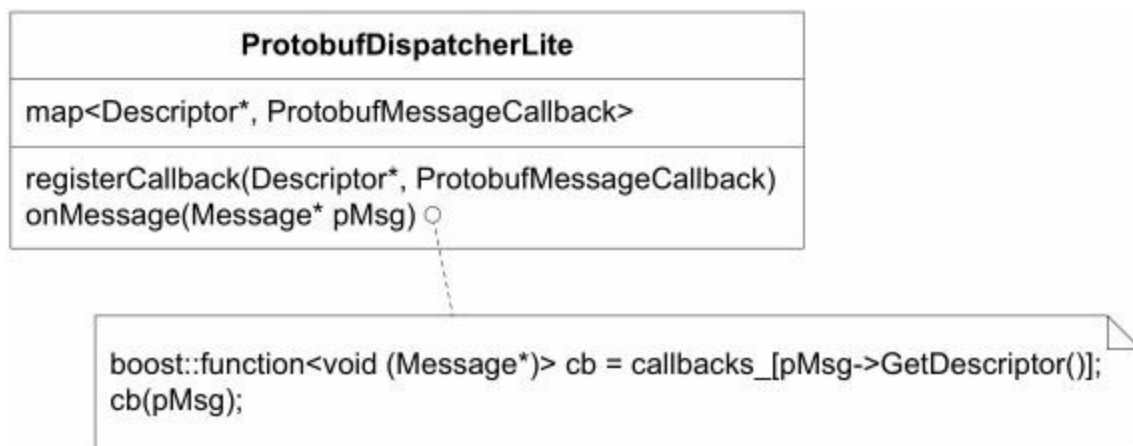 ProtobufDispatcherLite
map<Descriptor*, ProtobufMessageCallback>
registerCallback(Descriptor*, ProtobufMessageCallback)
onMessage(Message* pMsg)
boost::function<void (Message*)> cb = callbacks_[pMsg->GetDescriptor()];
cb(pMsg);